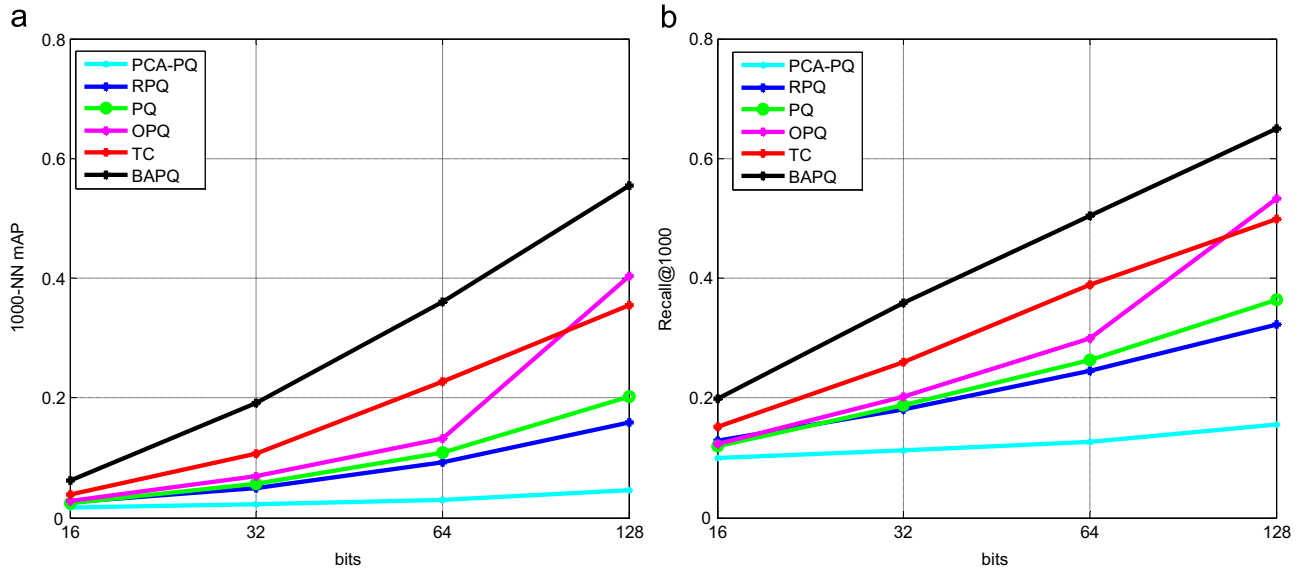 a
1000-NN mAP
0.8
0.6
0.4
0.2
0
PCA-PQ
RPQ
PQ
OPQ
TC
BAPQ
16 32 64 128
bits
b
Recall@1000
0.8
0.6
0.4
0.2
0
PCA-PQ
RPQ
PQ
OPQ
TC
BAPQ
16 32 64 128
bits